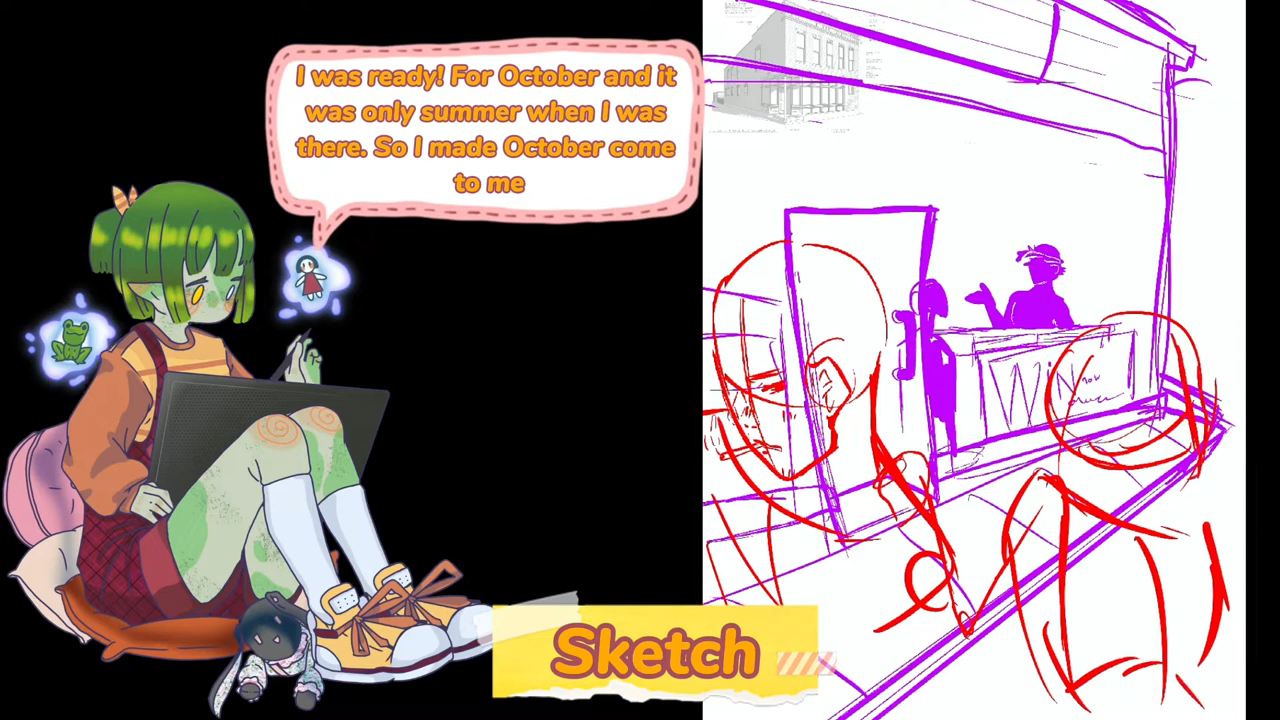 I was ready! For October and it
was only summer when I was
there. So I made October come
to me
WiN
Sketch